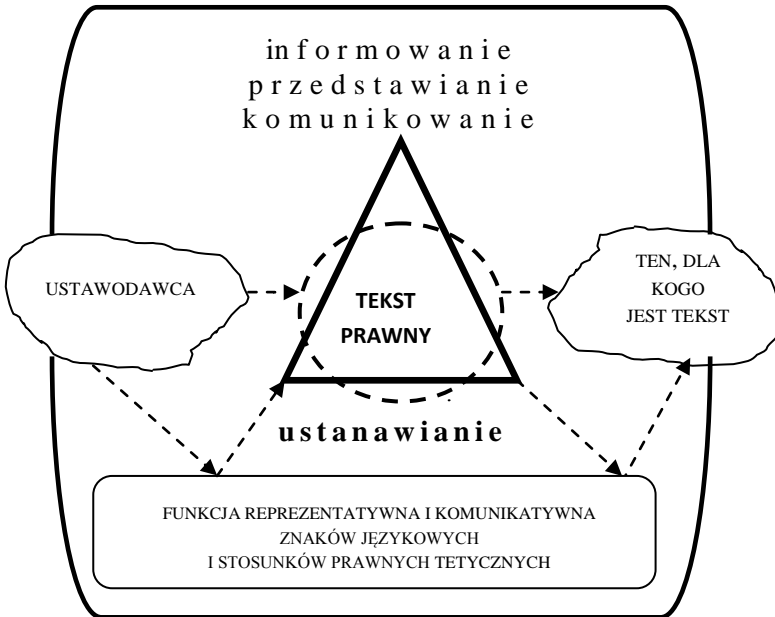 informowanie
przedstawianie
komunikowanie
USTAWODAWCA
TEKST
PRAWNY
TEN, DLA
KOGO
JEST TEKST
ustanawianie
FUNKCJA REPREZENTATYWNA I KOMUNIKATYWNA
ZNAKÓW JĘZYKOWYCH
I STOSUNKÓW PRAWNYCH TETYCZNYCH